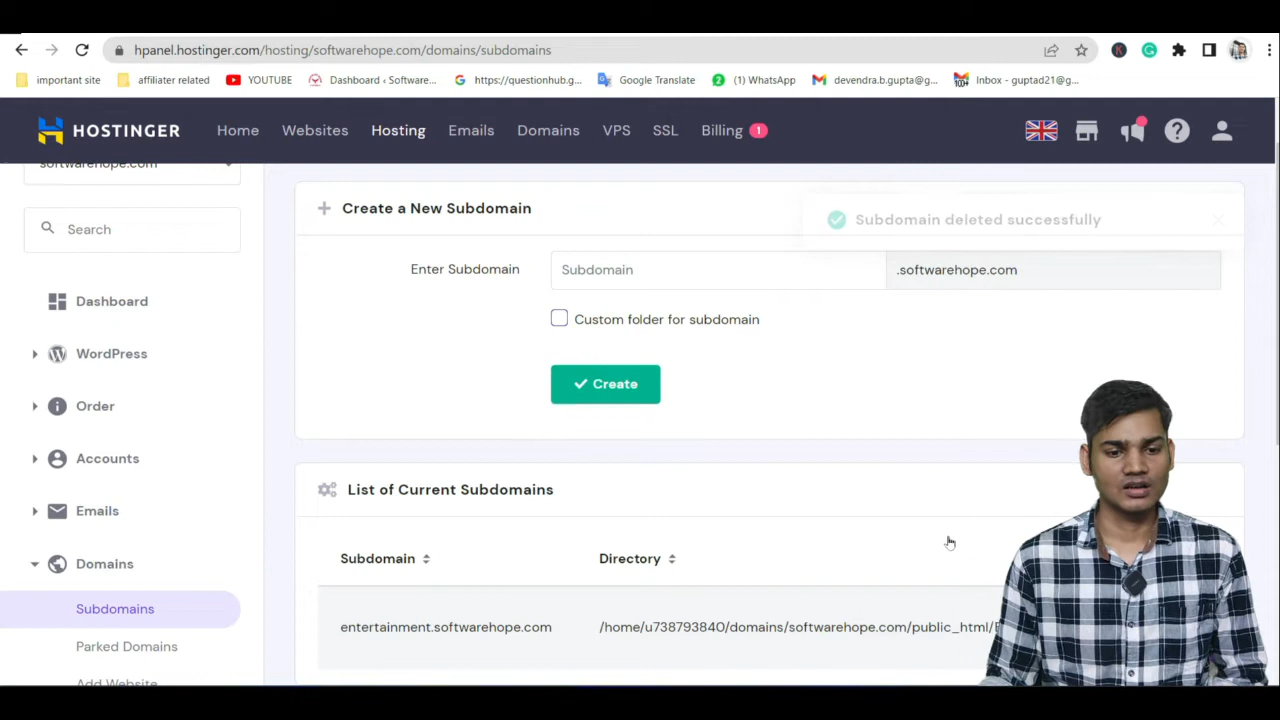 hpanel.hostinger.com/hosting/softwarehope.com/domains/subdomains
important site
affiliater related
YOUTUBE
Dashboard ‹ Software...
https://questionhub.g...
Google Translate
(1) WhatsApp
devendra.b.gupta@g...
Inbox - guptad21@g...
HOSTINGER
Home
Websites
Hosting
Emails
Domains
VPS
SSL
Billing
1
softwarehope.com
Search
Dashboard
WordPress
Order
Accounts
Emails
Domains
Subdomains
Parked Domains
Add Website
Create a New Subdomain
Subdomain deleted successfully
Enter Subdomain
Subdomain
.softwarehope.com
Custom folder for subdomain
Create
List of Current Subdomains
Subdomain
Directory
entertainment.softwarehope.com
/home/u738793840/domains/softwarehope.com/public_html/